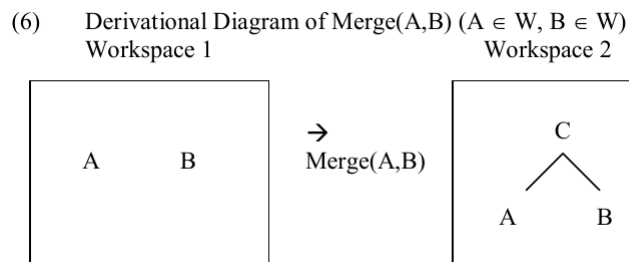 (6) Derivational Diagram of Merge(A,B) (A ∈ W, B ∈ W)
Workspace 1 Workspace 2
→
C
A B Merge(A,B)
A B